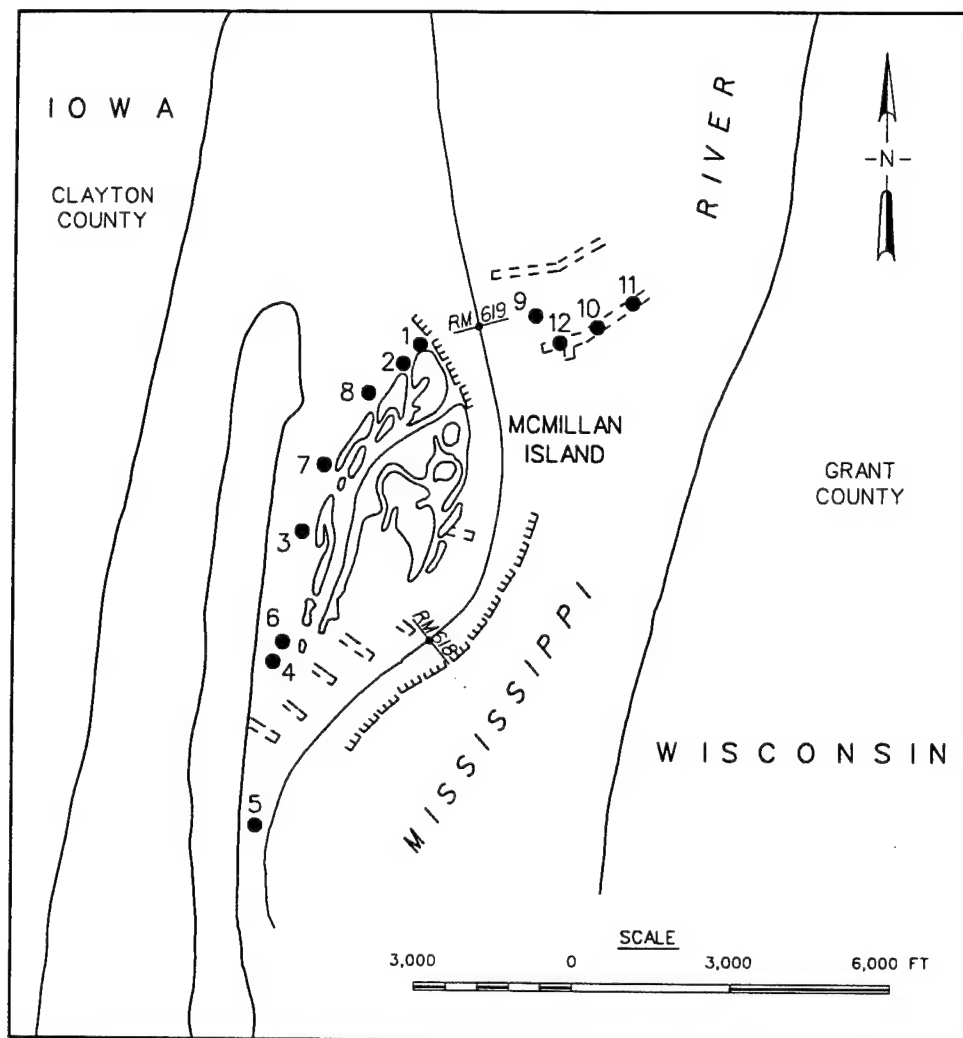 IOWA
CLAYTON
COUNTY
RIVER
-N-
RM 619
9
10
11
12
1
2
8
7
3
6
4
5
MCMILLAN
ISLAND
GRANT
COUNTY
RM 618
MISSISSIPPI
WISCONSIN
SCALE
3,000 0 3,000 6,000 FT